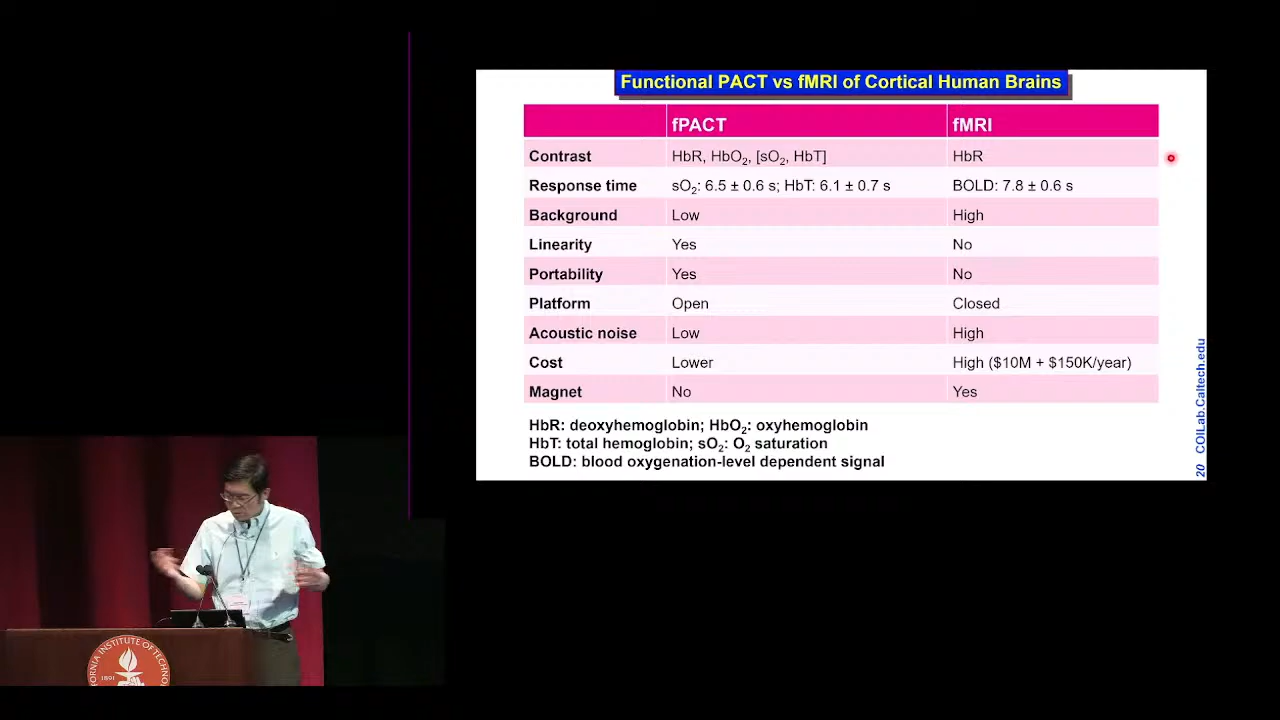 Functional PACT vs fMRI of Cortical Human Brains
fPACT fMRI
Contrast HbR, HbO₂, [sO₂, HbT] HbR
Response time sO₂: 6.5 ± 0.6 s; HbT: 6.1 ± 0.7 s BOLD: 7.8 ± 0.6 s
Background Low High
Linearity Yes No
Portability Yes No
Platform Open Closed
Acoustic noise Low High
Cost Lower High ($10M + $150K/year)
Magnet No Yes
HbR: deoxyhemoglobin; HbO₂: oxyhemoglobin
HbT: total hemoglobin; sO₂: O₂ saturation
BOLD: blood oxygenation-level dependent signal
20 COILab.Caltech.edu
INSTITUTE OF
1891